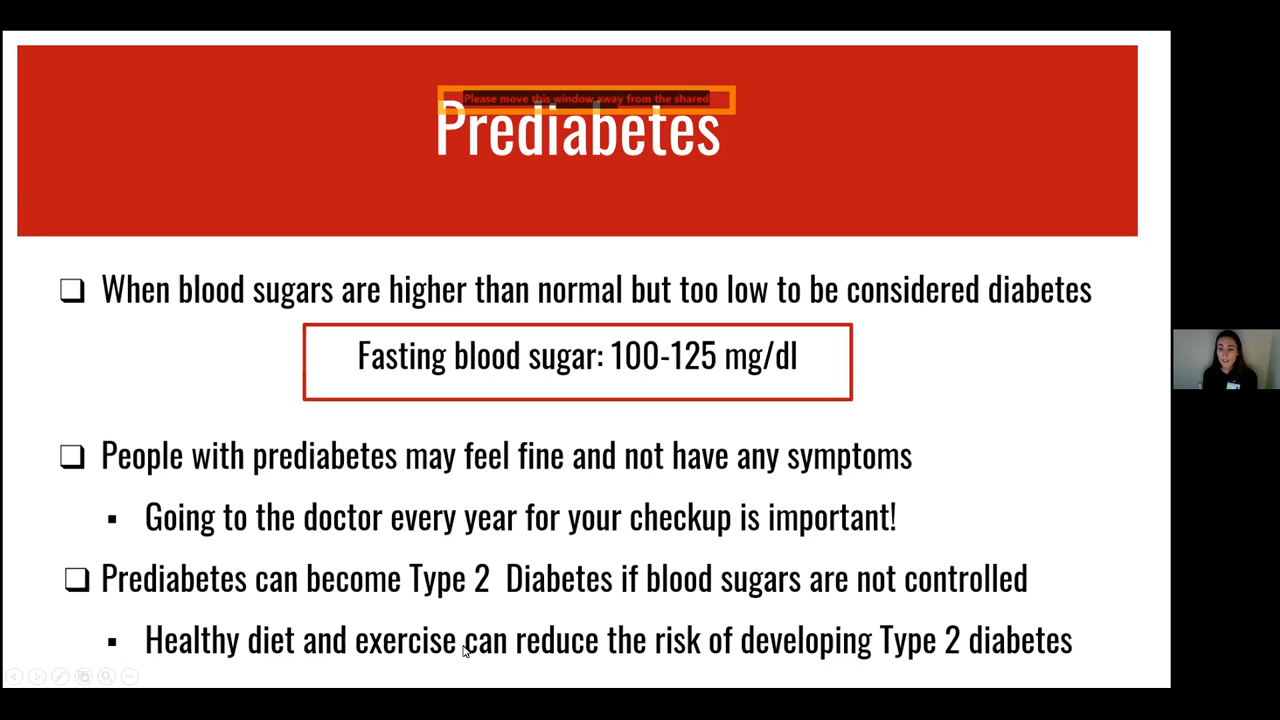 Please move this window away from the shared
Prediabetes
When blood sugars are higher than normal but too low to be considered diabetes
Fasting blood sugar: 100-125 mg/dl
People with prediabetes may feel fine and not have any symptoms
Going to the doctor every year for your checkup is important!
Prediabetes can become Type 2 Diabetes if blood sugars are not controlled
Healthy diet and exercise can reduce the risk of developing Type 2 diabetes